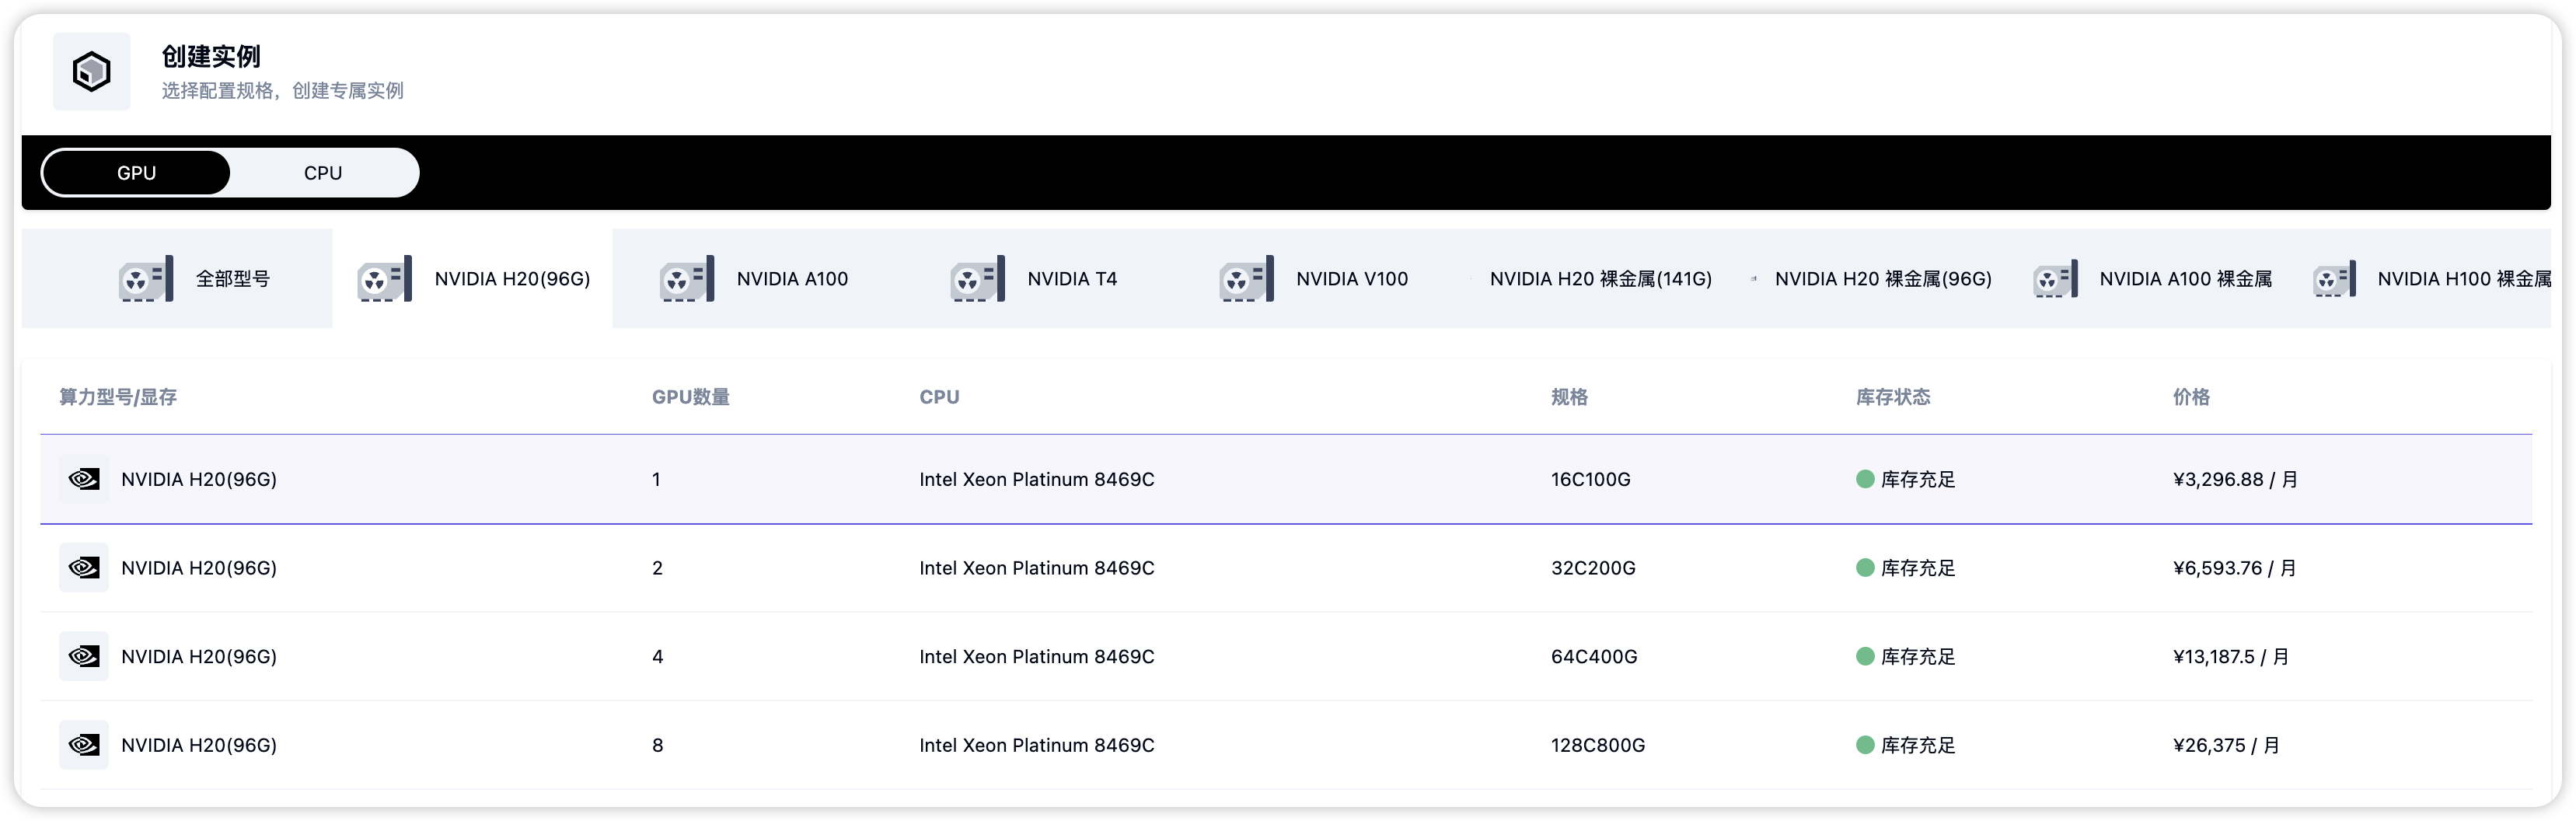 创建实例
选择配置规格，创建专属实例
GPU CPU
全部型号 NVIDIA H20(96G) NVIDIA A100 NVIDIA T4 NVIDIA V100 NVIDIA H20 裸金属(141G) NVIDIA H20 裸金属(96G) NVIDIA A100 裸金属 NVIDIA H100 裸金属
算力型号/显存 GPU数量 CPU 规格 库存状态 价格
NVIDIA H20(96G) 1 Intel Xeon Platinum 8469C 16C100G 库存充足 ¥3,296.88 / 月
NVIDIA H20(96G) 2 Intel Xeon Platinum 8469C 32C200G 库存充足 ¥6,593.76 / 月
NVIDIA H20(96G) 4 Intel Xeon Platinum 8469C 64C400G 库存充足 ¥13,187.5 / 月
NVIDIA H20(96G) 8 Intel Xeon Platinum 8469C 128C800G 库存充足 ¥26,375 / 月